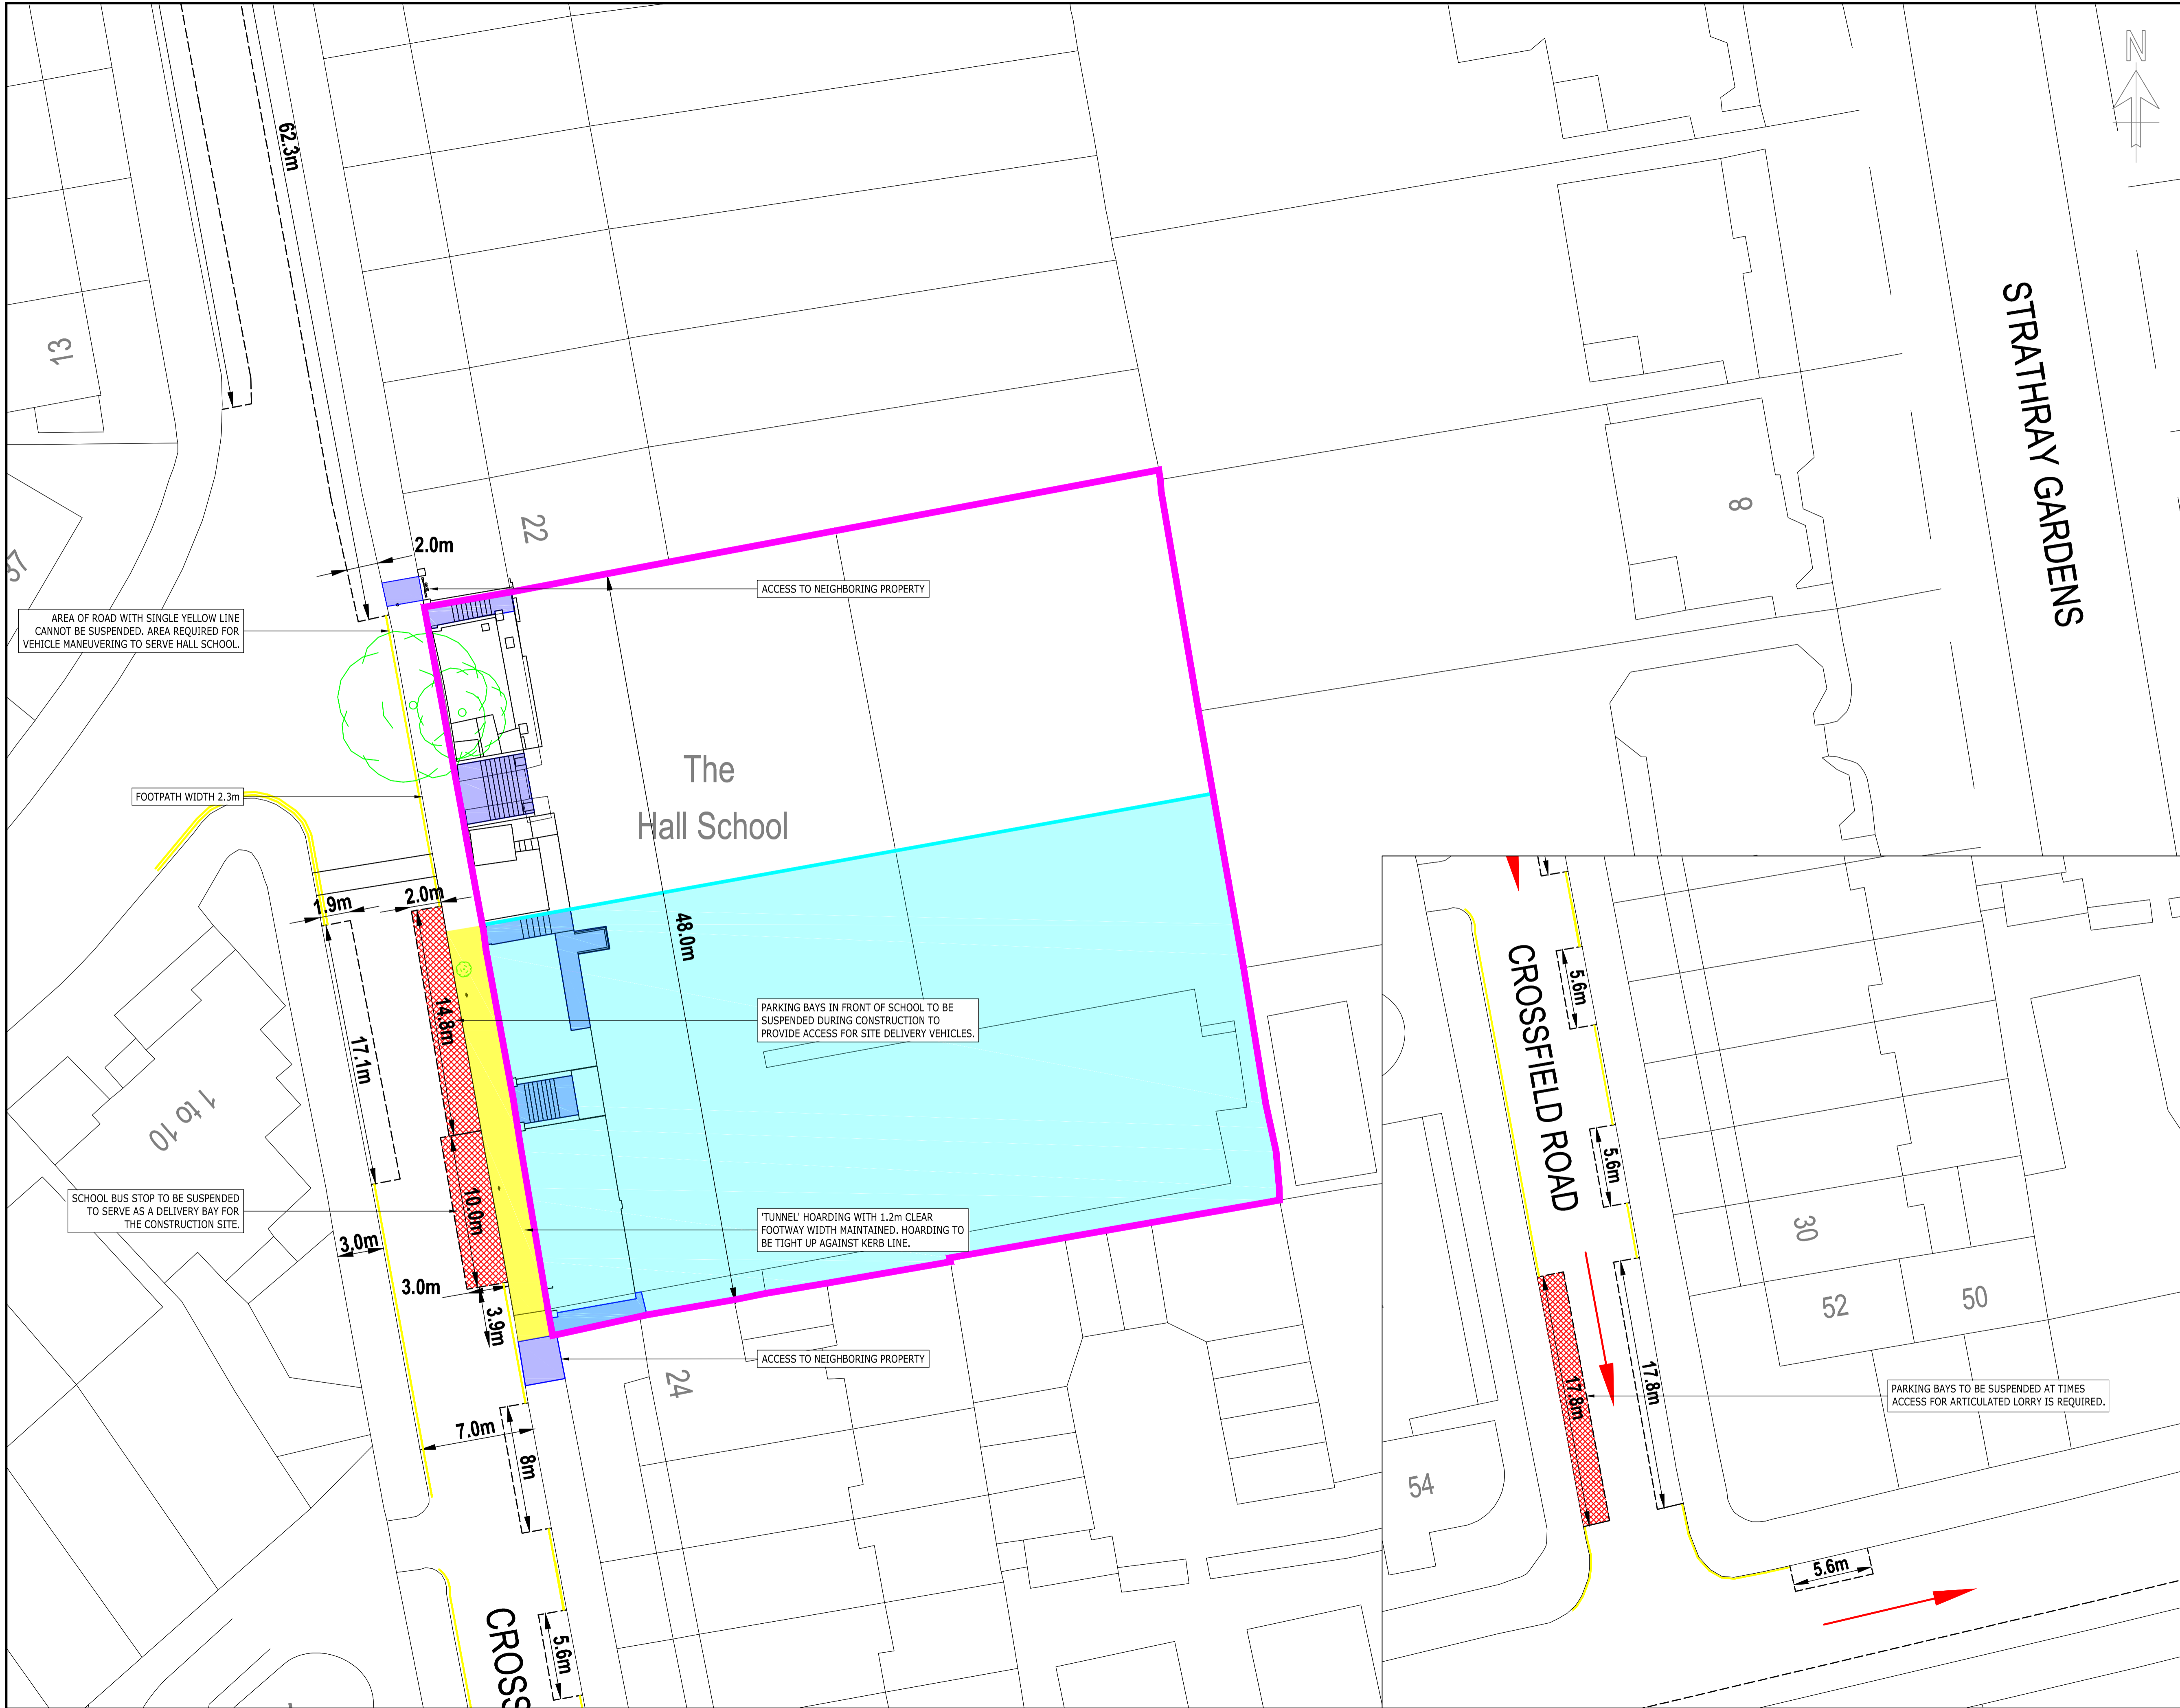 N
62.3m
13
STRATHRAY GARDENS
37
2.0m
22
8
ACCESS TO NEIGHBORING PROPERTY
AREA OF ROAD WITH SINGLE YELLOW LINE
CANNOT BE SUSPENDED. AREA REQUIRED FOR
VEHICLE MANEUVERING TO SERVE HALL SCHOOL.
The
Hall School
FOOTPATH WIDTH 2.3m
1.9m
2.0m
48.0m
14.8m
17.1m
PARKING BAYS IN FRONT OF SCHOOL TO BE
SUSPENDED DURING CONSTRUCTION TO
PROVIDE ACCESS FOR SITE DELIVERY VEHICLES.
1 to 10
SCHOOL BUS STOP TO BE SUSPENDED
TO SERVE AS A DELIVERY BAY FOR
THE CONSTRUCTION SITE.
10.0m
'TUNNEL' HOARDING WITH 1.2m CLEAR
FOOTWAY WIDTH MAINTAINED. HOARDING TO
BE TIGHT UP AGAINST KERB LINE.
3.0m
3.0m
3.9m
ACCESS TO NEIGHBORING PROPERTY
24
7.0m
8m
CROSS
5.6m
CROSSFIELD ROAD
5.6m
5.6m
30
52
50
17.8m
17.8m
PARKING BAYS TO BE SUSPENDED AT TIMES
ACCESS FOR ARTICULATED LORRY IS REQUIRED.
54
5.6m